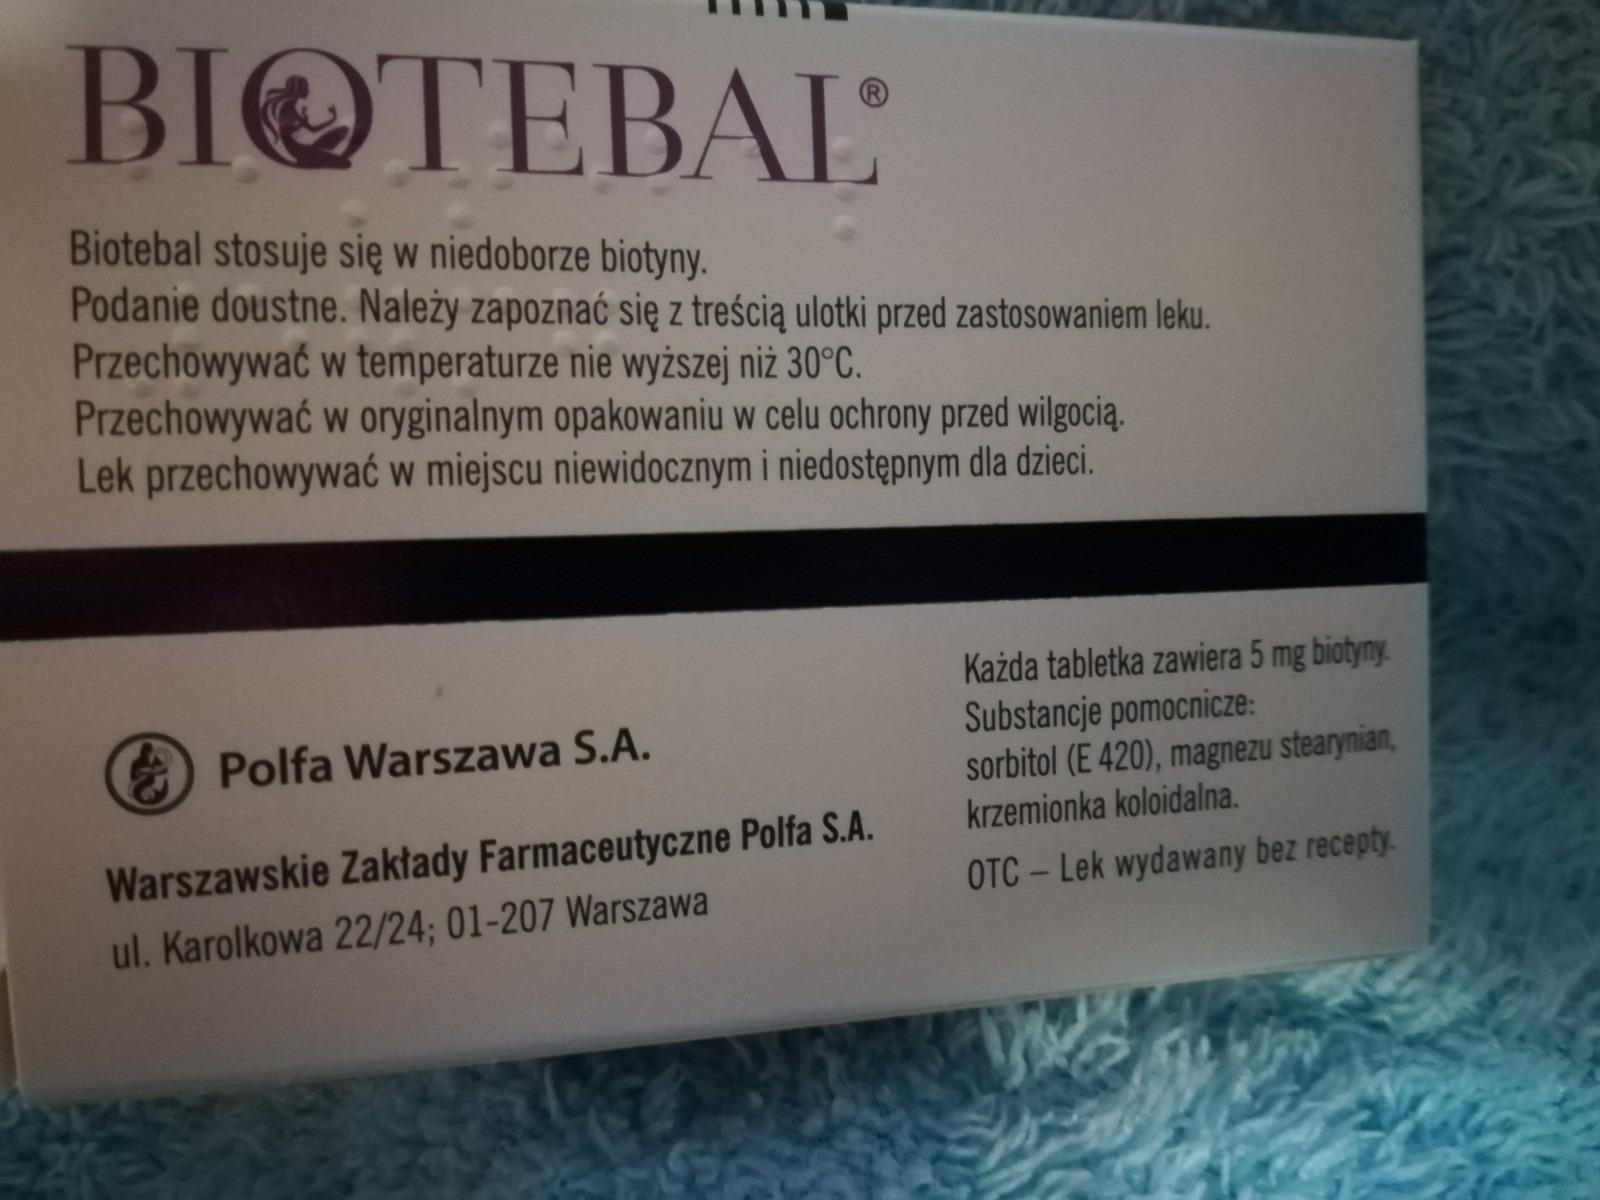 BIOTEBAL®
Biotebal stosuje się w niedoborze biotyny.
Podanie doustne. Należy zapoznać się z treścią ulotki przed zastosowaniem leku.
Przechowywać w temperaturze nie wyższej niż 30°C.
Przechowywać w oryginalnym opakowaniu w celu ochrony przed wilgocią.
Lek przechowywać w miejscu niewidocznym i niedostępnym dla dzieci.
Polfa Warszawa S.A.
Warszawskie Zakłady Farmaceutyczne Polfa S.A.
ul. Karolkowa 22/24; 01-207 Warszawa
Każda tabletka zawiera 5 mg biotyny.
Substancje pomocnicze:
sorbitol (E 420), magnezu stearynian,
krzemionka koloidalna.
OTC – Lek wydawany bez recepty.